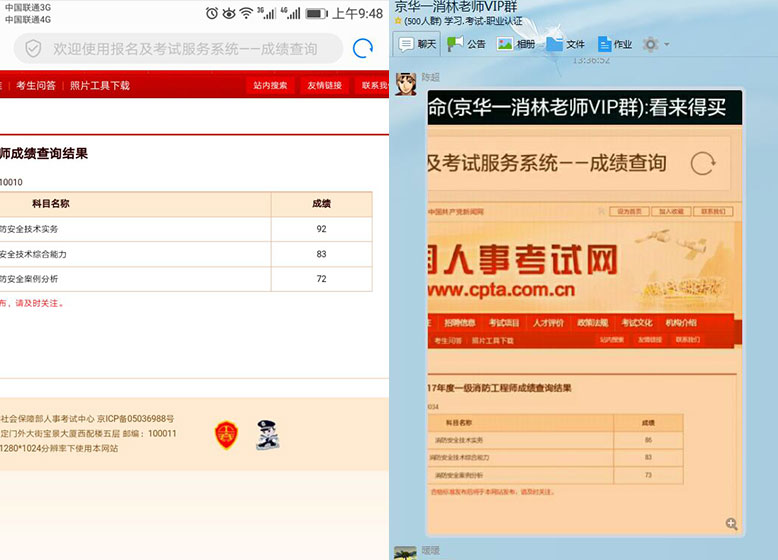 中国联通3G
中国联通4G
3G 4G 上午9:48
欢迎使用报名及考试服务系统——成绩查询
考生问答 | 照片工具下载
站内搜索 友情链接 联系我
师成绩查询结果
10010
科目名称 成绩
防安全技术实务 92
安全技术综合能力 83
防安全案例分析 72
布，请及时关注。
社会保障部人事考试中心 京ICP备05036988号
定门外大街宝景大厦西配楼五层 邮编：100011
1280*1024分辨率下使用本网站
京华一消林老师VIP群
(500人群) 学习,考试-职业认证
聊天 公告 相册 文件 作业
13:36:52
陈超
命(京华一消林老师VIP群):看来得买
及考试服务系统——成绩查询
中国共产党新闻网
设为首页 加入收藏 联系我们
国人事考试网
www.cpta.com.cn
招聘信息 考试项目 人才评价 政策法规 考试文化 机构介绍
考生问答 | 照片工具下载
站内搜索 友情链接 联系我们
17年度一级消防工程师成绩查询结果
0034
科目名称 成绩
消防安全技术实务 86
消防安全技术综合能力 83
消防安全案例分析 73
合格标准发布后将于本网站发布，请及时关注。
暖暖